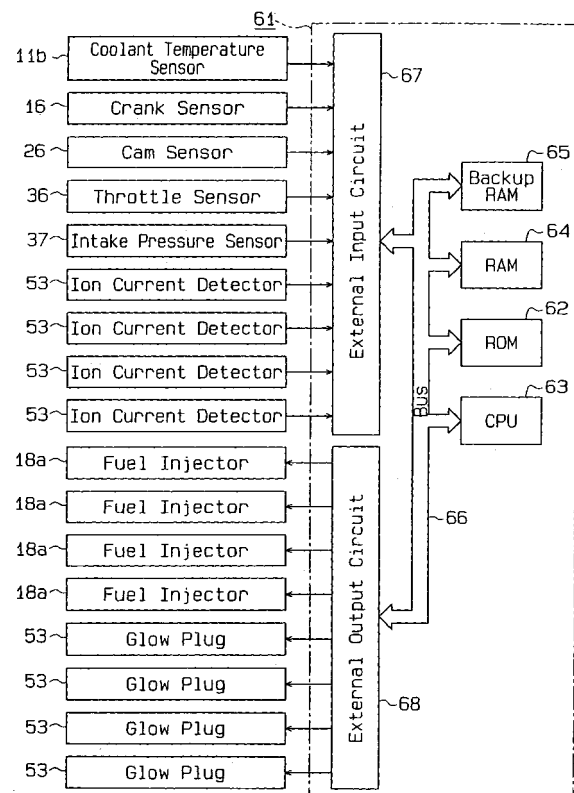 61
11b
Coolant Temperature
Sensor
67
16
Crank Sensor
26
Cam Sensor
36
Throttle Sensor
37
Intake Pressure Sensor
53
Ion Current Detector
53
Ion Current Detector
53
Ion Current Detector
53
Ion Current Detector
External Input Circuit
65
Backup
RAM
64
RAM
62
ROM
63
CPU
Bus
66
18a
Fuel Injector
18a
Fuel Injector
18a
Fuel Injector
18a
Fuel Injector
53
Glow Plug
53
Glow Plug
53
Glow Plug
53
Glow Plug
External Output Circuit
68